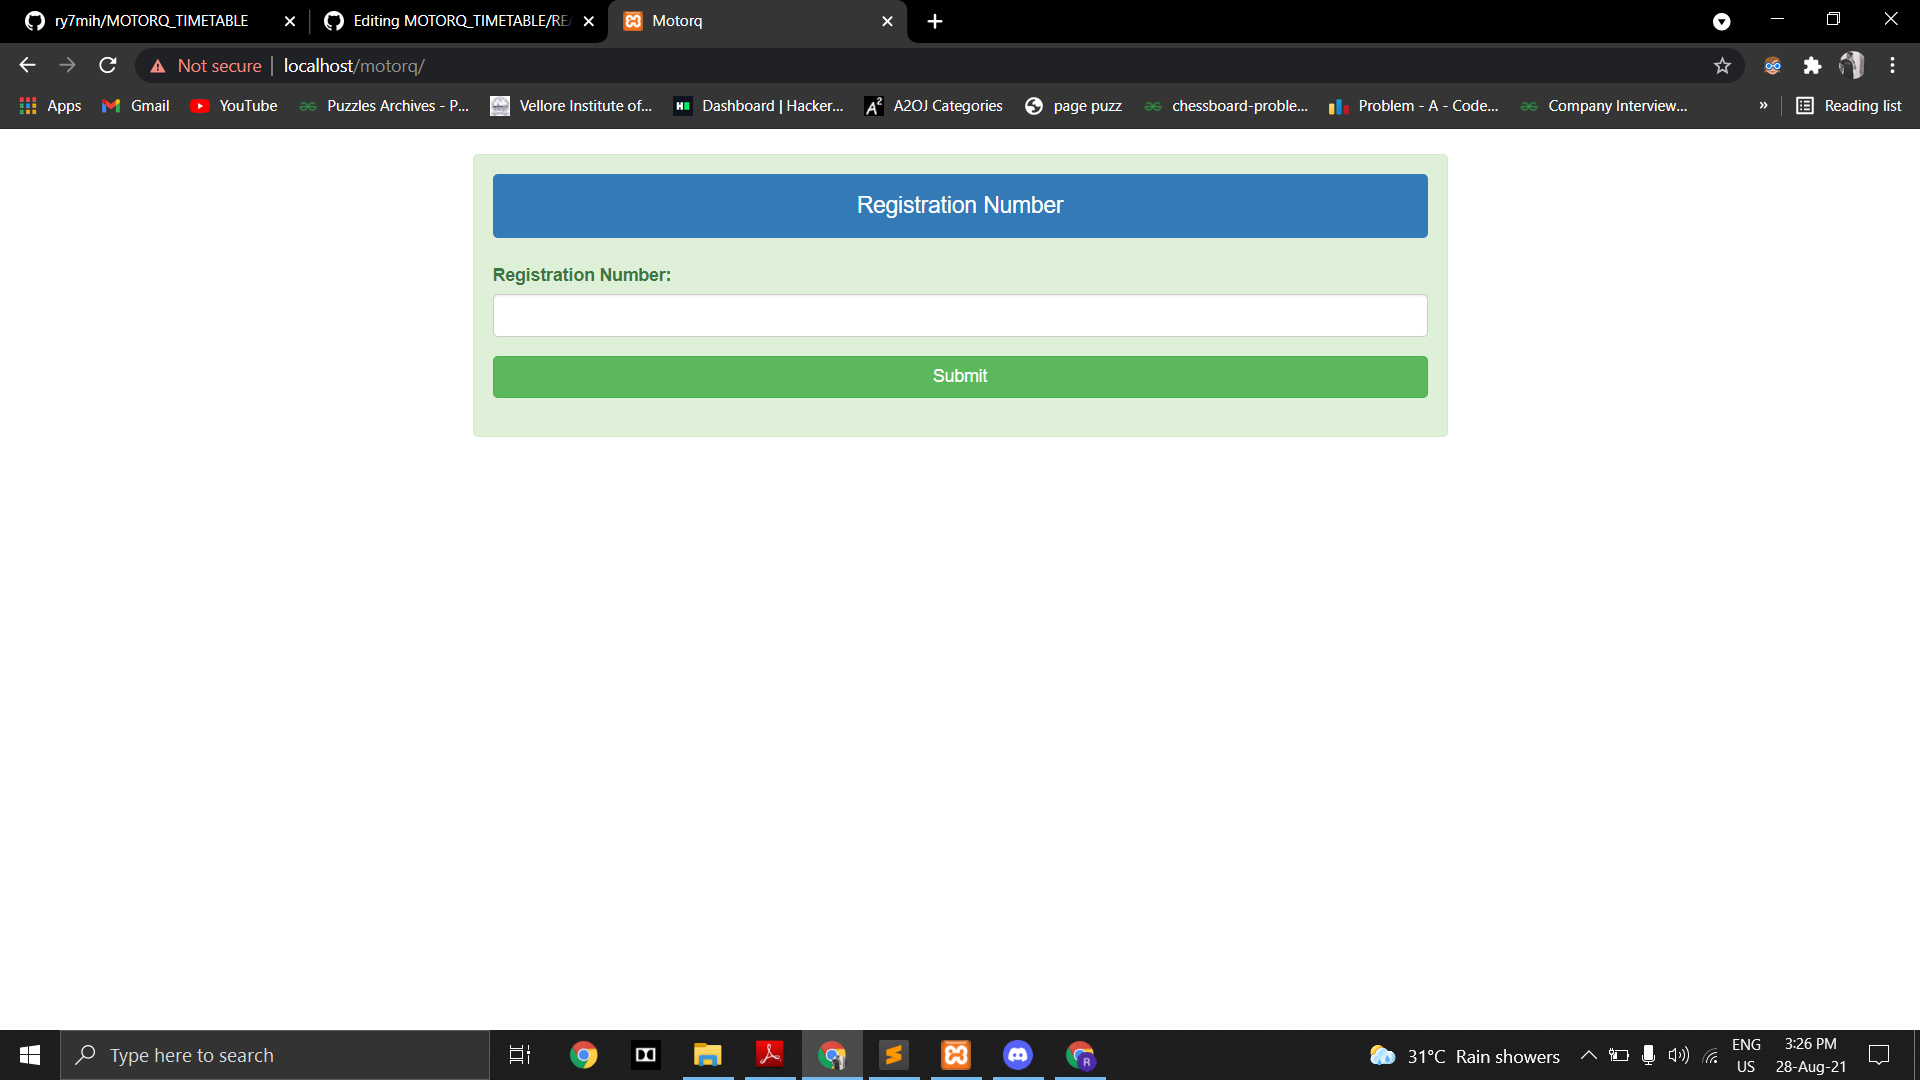 ry7mih/MOTORQ_TIMETABLE
Editing MOTORQ_TIMETABLE/RE
Motorq
Not secure
localhost/motorq/
Apps
Gmail
YouTube
Puzzles Archives - P...
Vellore Institute of...
Dashboard | Hacker...
A2OJ Categories
page puzz
chessboard-proble...
Problem - A - Code...
Company Interview...
»
Reading list
Registration Number
Registration Number:
Submit
Type here to search
31°C Rain showers
ENG
US
3:26 PM
28-Aug-21